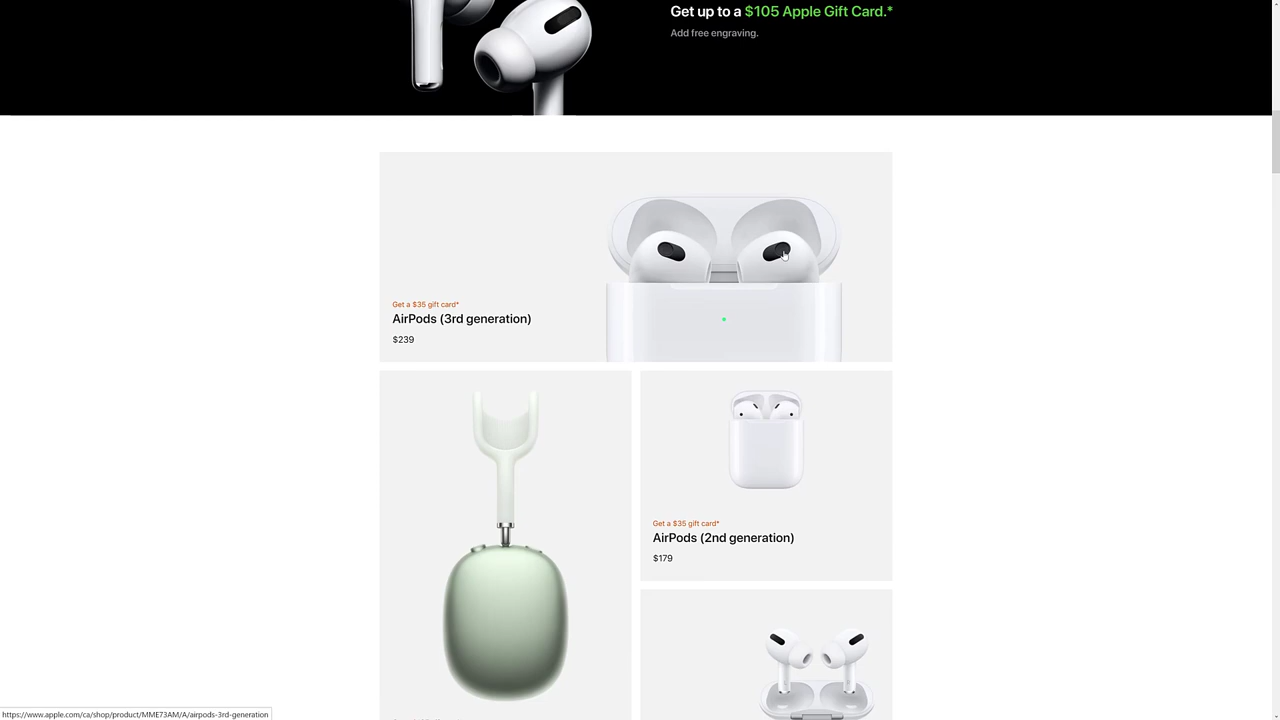 Get up to a $105 Apple Gift Card.*
Add free engraving.
Get a $35 gift card*
AirPods (3rd generation)
$239
Get a $35 gift card*
AirPods (2nd generation)
$179
https://www.apple.com/ca/shop/product/MME73AM/A/airpods-3rd-generation